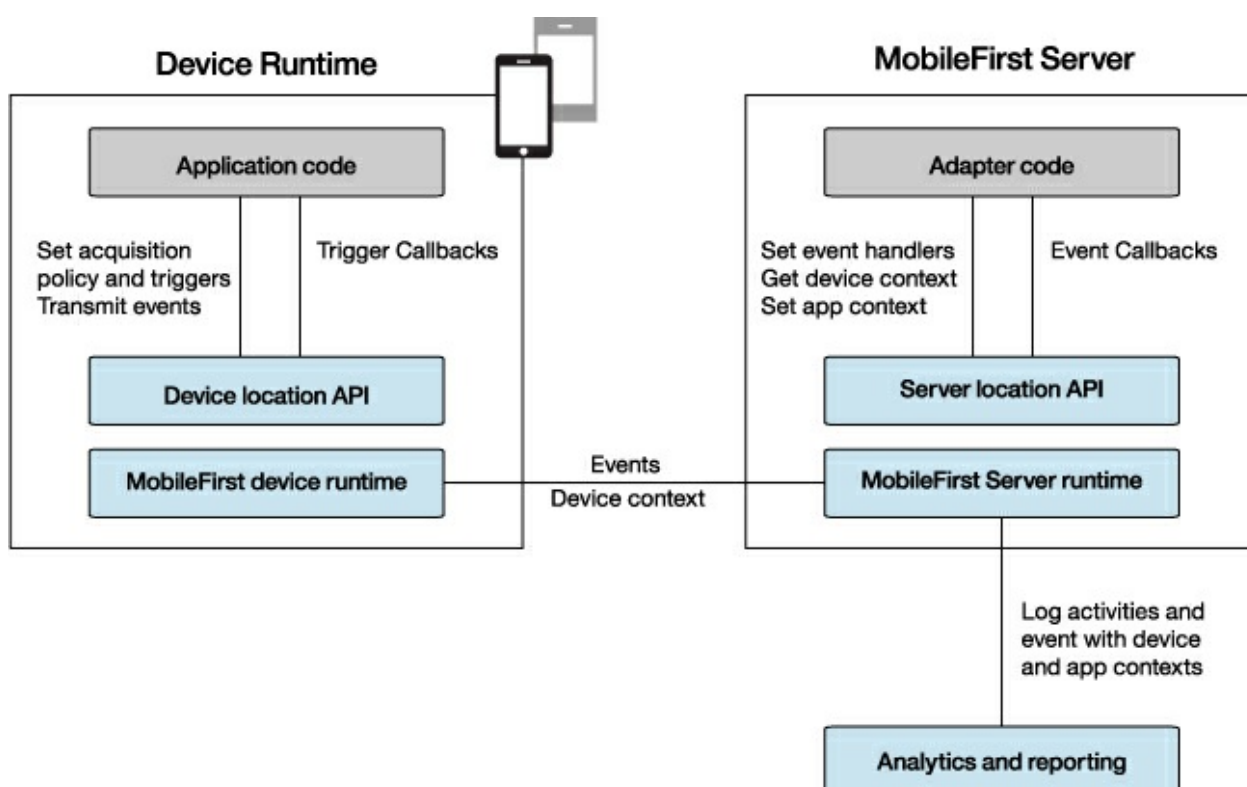 Device Runtime
MobileFirst Server
Application code
Set acquisition
policy and triggers
Transmit events
Trigger Callbacks
Device location API
MobileFirst device runtime
Events
Device context
Adapter code
Set event handlers
Get device context
Set app context
Event Callbacks
Server location API
MobileFirst Server runtime
Log activities and
event with device
and app contexts
Analytics and reporting